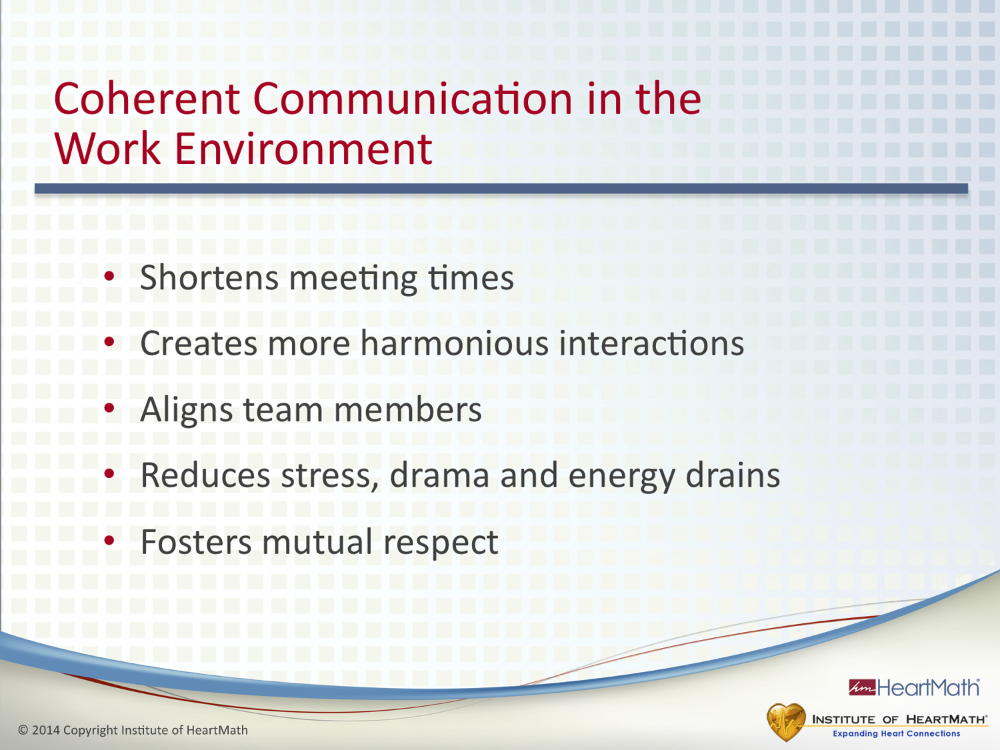 Coherent Communication in the
Work Environment
• Shortens meeting times
• Creates more harmonious interactions
• Aligns team members
• Reduces stress, drama and energy drains
• Fosters mutual respect
hm HeartMath®
INSTITUTE OF HEARTMATH®
Expanding Heart Connections
© 2014 Copyright Institute of HeartMath